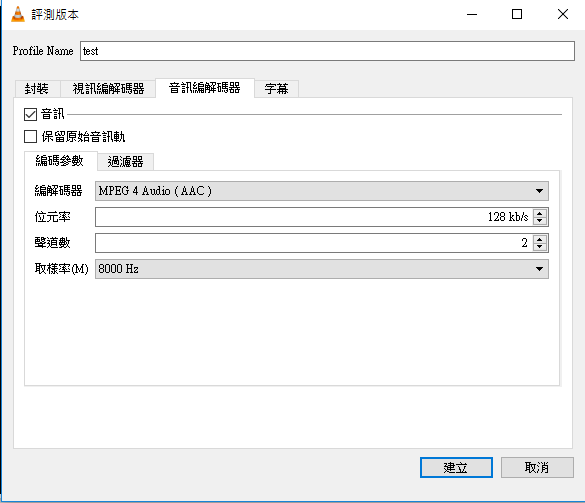 評測版本
Profile Name test
封裝 視訊編解碼器 音訊編解碼器 字幕
音訊
保留原始音訊軌
編碼參數 過濾器
編解碼器 MPEG 4 Audio ( AAC )
位元率 128 kb/s
聲道數 2
取樣率(M) 8000 Hz
建立 取消